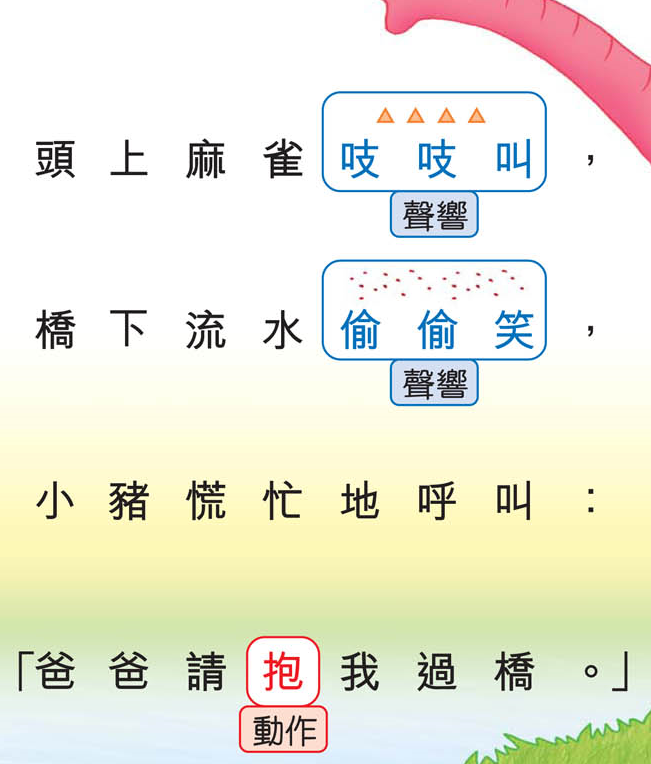 頭上麻雀吱吱叫，
聲響
橋下流水偷偷笑，
聲響
小豬慌忙地呼叫：
「爸爸請抱我過橋。」
動作